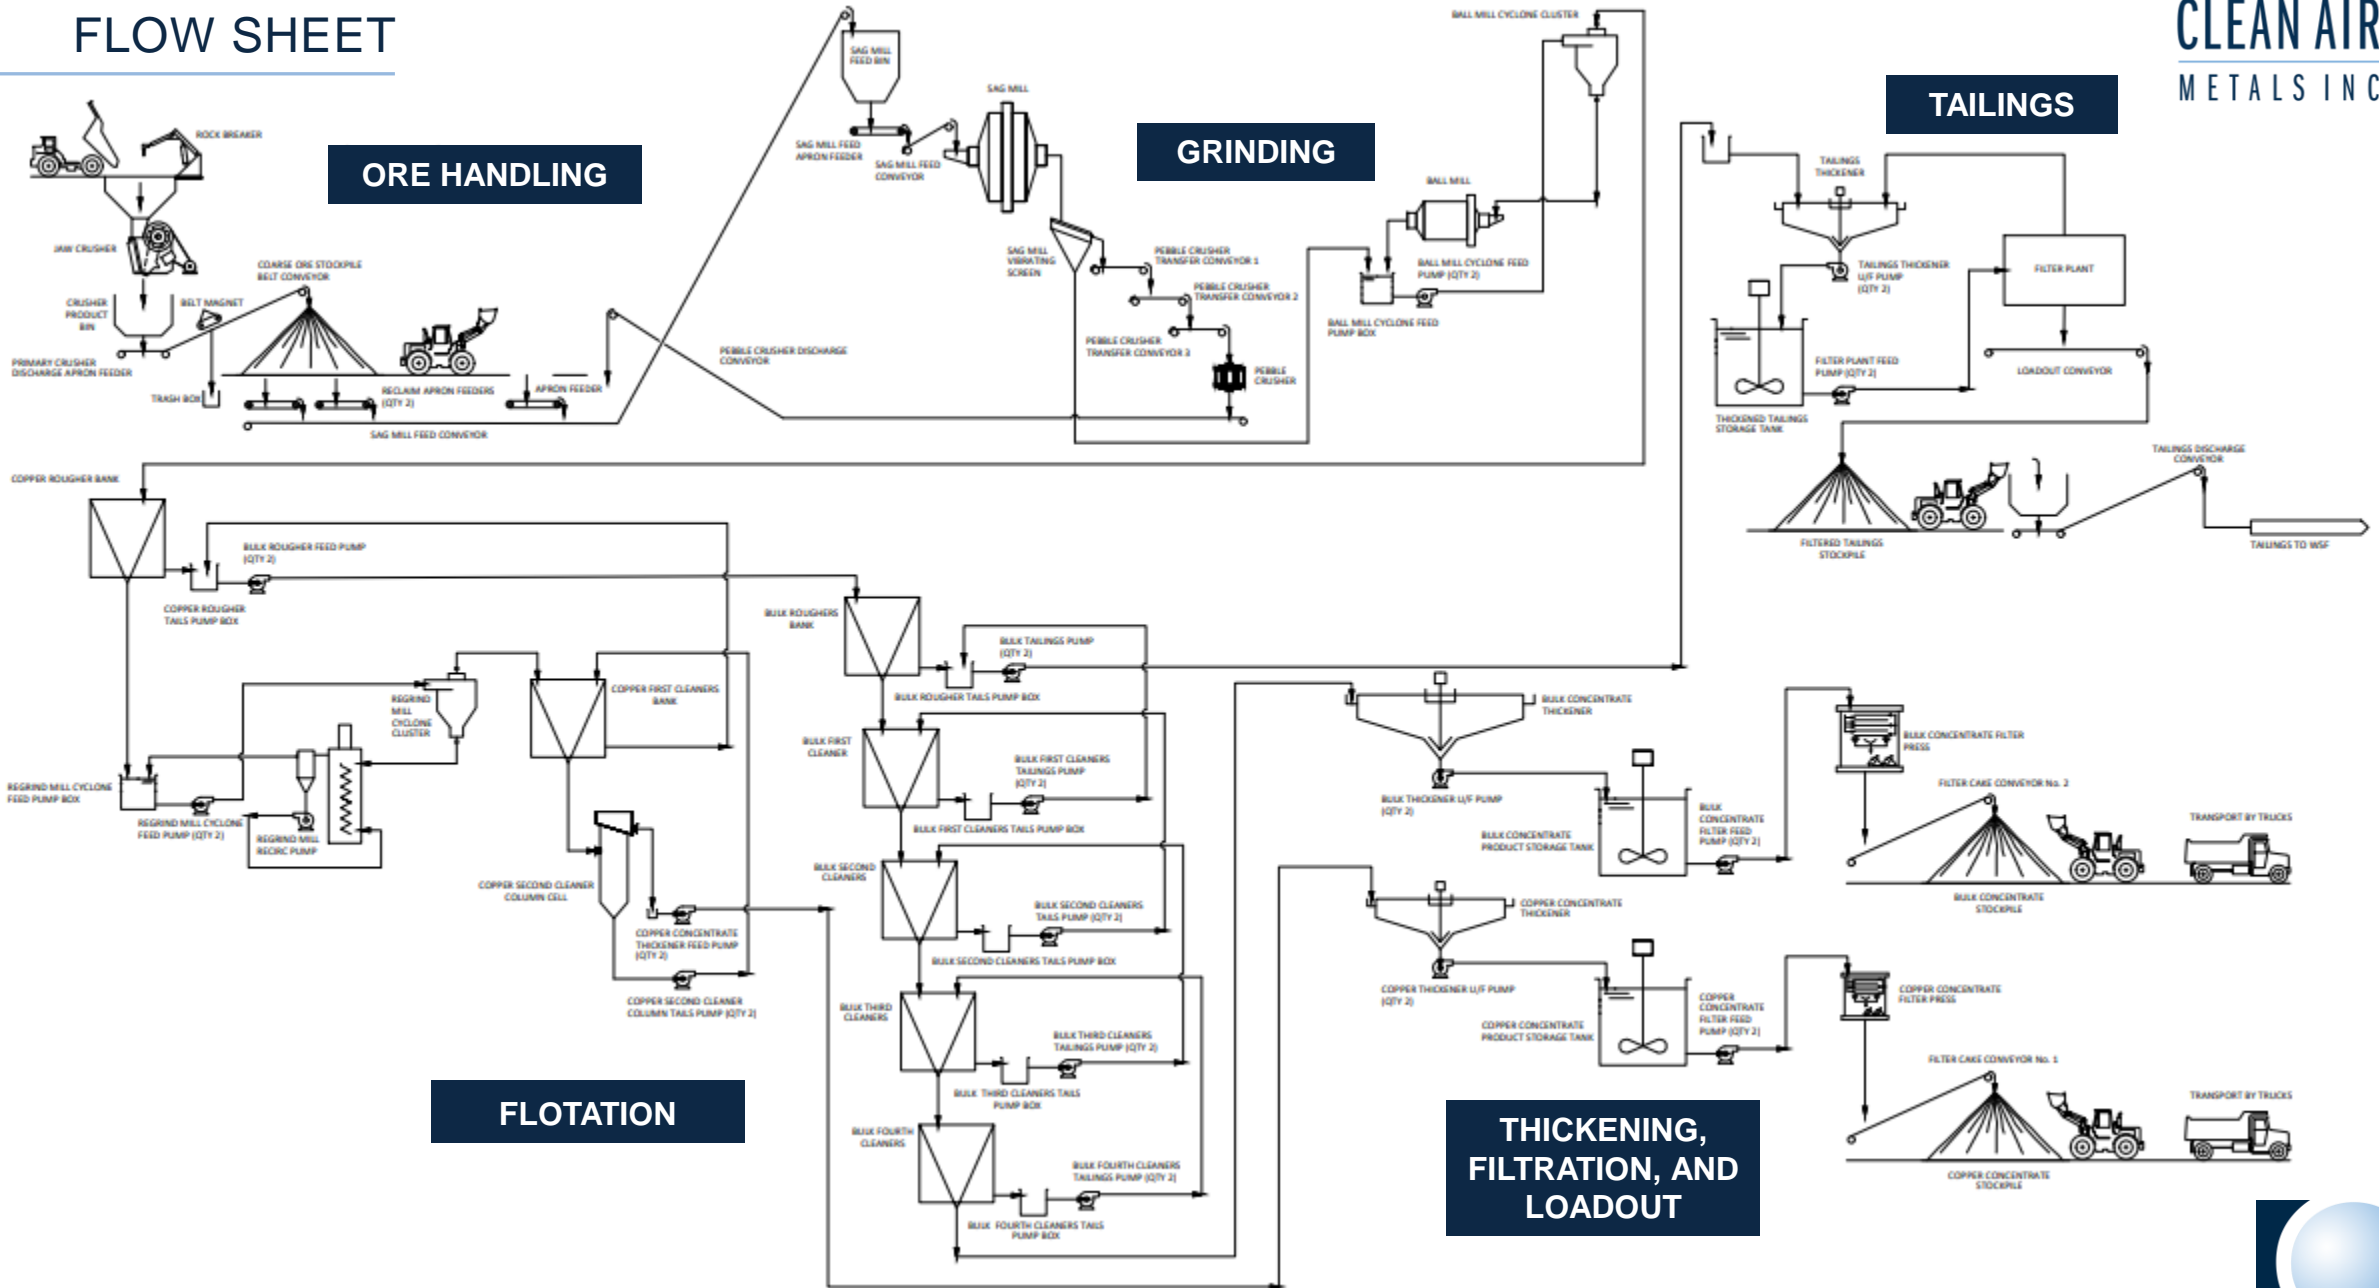 FLOW SHEET
CLEAN AIR
METALS INC
ORE HANDLING
GRINDING
TAILINGS
ROCK BREAKER
JAW CRUSHER
CRUSHER
PRODUCT
BIN
BELT MAGNET
COARSE ORE STOCKPILE
BELT CONVEYOR
PRIMARY CRUSHER
DISCHARGE APRON FEEDER
TRASH BOX
RECLAIM APRON FEEDERS
(QTY 2)
APRON FEEDER
SAG MILL FEED CONVEYOR
PEBBLE CRUSHER DISCHARGE
CONVEYOR
SAG MILL
FEED BIN
SAG MILL FEED
APRON FEEDER
SAG MILL FEED
CONVEYOR
SAG MILL
SAG MILL
VIBRATING
SCREEN
PEBBLE CRUSHER
TRANSFER CONVEYOR 1
PEBBLE CRUSHER
TRANSFER CONVEYOR 2
PEBBLE CRUSHER
TRANSFER CONVEYOR 3
PEBBLE
CRUSHER
BALL MILL CYCLONE CLUSTER
BALL MILL
BALL MILL CYCLONE FEED
PUMP (QTY 2)
BALL MILL CYCLONE FEED
PUMP BOX
TAILINGS
THICKENER
TAILINGS THICKENER
U/F PUMP
(QTY 2)
FILTER PLANT
FILTER PLANT FEED
PUMP (QTY 2)
LOADOUT CONVEYOR
THICKENED TAILINGS
STORAGE TANK
TAILINGS DISCHARGE
CONVEYOR
FILTERED TAILINGS
STOCKPILE
TAILINGS TO WSF
COPPER ROUGHER BANK
BULK ROUGHER FEED PUMP
(QTY 2)
COPPER ROUGHER
TAILS PUMP BOX
REGRIND
MILL
CYCLONE
CLUSTER
COPPER FIRST CLEANERS
BANK
REGRIND MILL CYCLONE
FEED PUMP BOX
REGRIND MILL CYCLONE
FEED PUMP (QTY 2)
REGRIND MILL
RECIRC PUMP
COPPER SECOND CLEANER
COLUMN CELL
COPPER CONCENTRATE
THICKENER FEED PUMP
(QTY 2)
COPPER SECOND CLEANER
COLUMN TAILS PUMP (QTY 2)
BULK ROUGHERS
BANK
BULK TAILINGS PUMP
(QTY 2)
BULK ROUGHER TAILS PUMP BOX
BULK FIRST
CLEANER
BULK FIRST CLEANERS
TAILINGS PUMP
(QTY 2)
BULK FIRST CLEANERS TAILS PUMP BOX
BULK SECOND
CLEANERS
BULK SECOND CLEANERS
TAILS PUMP (QTY 2)
BULK SECOND CLEANERS TAILS PUMP BOX
BULK THIRD
CLEANERS
BULK THIRD CLEANERS
TAILINGS PUMP (QTY 2)
BULK THIRD CLEANERS TAILS
PUMP BOX
BULK FOURTH
CLEANERS
BULK FOURTH CLEANERS
TAILINGS PUMP (QTY 2)
BULK FOURTH CLEANERS TAILS
PUMP BOX
FLOTATION
BULK CONCENTRATE
THICKENER
BULK THICKENER U/F PUMP
(QTY 2)
BULK CONCENTRATE
PRODUCT STORAGE TANK
BULK
CONCENTRATE
FILTER FEED
PUMP (QTY 2)
BULK CONCENTRATE FILTER
PRESS
FILTER CAKE CONVEYOR No. 2
TRANSPORT BY TRUCKS
BULK CONCENTRATE
STOCKPILE
COPPER CONCENTRATE
THICKENER
COPPER THICKENER U/F PUMP
(QTY 2)
COPPER CONCENTRATE
PRODUCT STORAGE TANK
COPPER
CONCENTRATE
FILTER FEED
PUMP (QTY 2)
COPPER CONCENTRATE
FILTER PRESS
FILTER CAKE CONVEYOR No. 1
TRANSPORT BY TRUCKS
COPPER CONCENTRATE
STOCKPILE
THICKENING,
FILTRATION, AND
LOADOUT